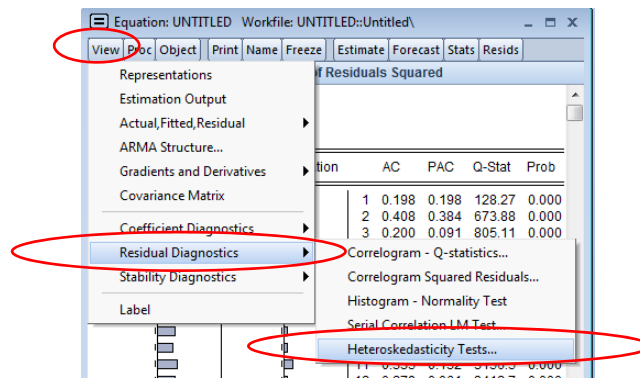 Equation: UNTITLED Workfile: UNTITLED::Untitled\
View Proc Object Print Name Freeze Estimate Forecast Stats Resids
of Residuals Squared
Representations
Estimation Output
Actual,Fitted,Residual
ARMA Structure...
Gradients and Derivatives
Covariance Matrix
Coefficient Diagnostics
Residual Diagnostics
Stability Diagnostics
Label
tion AC PAC Q-Stat Prob
1 0.198 0.198 128.27 0.000
2 0.408 0.384 673.88 0.000
3 0.200 0.091 805.11 0.000
Correlogram - Q-statistics...
Correlogram Squared Residuals...
Histogram - Normality Test
Serial Correlation LM Test...
Heteroskedasticity Tests...